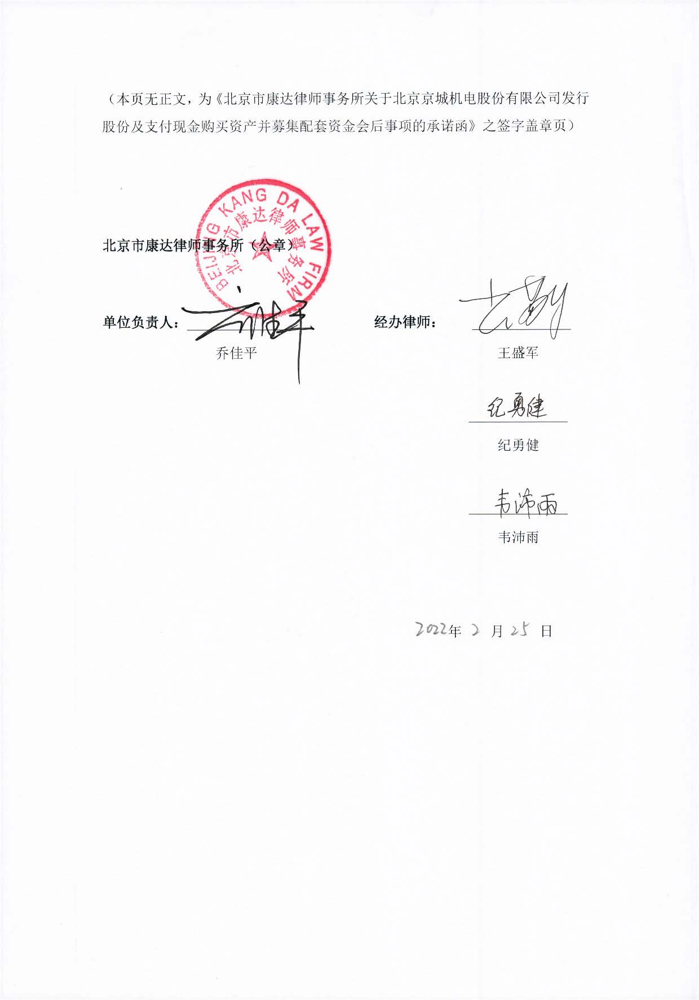 （本页无正文，为《北京市康达律师事务所关于北京京城机电股份有限公司发行
股份及支付现金购买资产并募集配套资金会后事项的承诺函》之签字盖章页）
BEIJING KANG DA LAW FIRM
北京市康达律师事务所
北京市康达律师事务所（公章）
单位负责人：
经办律师：
乔佳平
王盛军
纪勇健
纪勇健
韦沛雨
韦沛雨
2022年 2 月 25 日